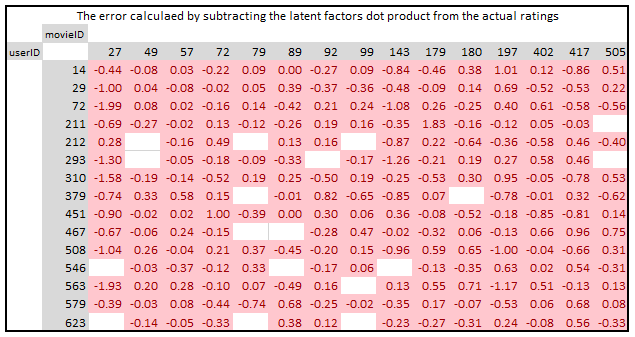 The error calculaed by subtracting the latent factors dot product from the actual ratings
movieID
userID 27 49 57 72 79 89 92 99 143 179 180 197 402 417 505
14 -0.44 -0.08 0.03 -0.22 0.09 0.00 -0.27 0.09 -0.84 -0.46 0.38 1.01 0.12 -0.86 0.51
29 -1.00 0.04 -0.08 -0.02 0.05 0.39 -0.37 -0.36 -0.48 -0.09 0.14 0.69 -0.52 -0.53 0.22
72 -1.99 0.08 0.02 -0.16 0.14 -0.42 0.21 0.24 -1.08 0.26 -0.25 0.40 0.61 -0.58 -0.56
211 -0.69 -0.27 -0.02 0.13 -0.12 -0.26 0.19 0.16 -0.35 1.83 -0.16 -0.12 0.05 -0.03
212 0.28 -0.16 0.49 0.13 0.16 -0.87 0.22 -0.64 -0.36 -0.58 0.46 -0.40
293 -1.30 -0.05 -0.18 -0.09 -0.33 -0.17 -1.26 -0.21 0.19 0.27 0.58 0.46
310 -1.58 -0.19 -0.14 -0.52 0.19 0.25 -0.50 0.19 -0.25 -0.53 0.30 0.95 -0.05 -0.78 0.53
379 -0.74 0.33 0.58 0.15 -0.01 0.82 -0.65 -0.85 0.07 -0.78 -0.01 0.32 -0.62
451 -0.90 -0.02 0.02 1.00 -0.39 0.00 0.30 0.06 0.36 -0.08 -0.52 -0.18 -0.85 -0.81 0.14
467 -0.67 -0.06 0.24 -0.15 -0.28 0.47 -0.02 -0.32 0.06 -0.13 0.66 0.96 0.75
508 -1.04 0.26 -0.04 0.21 0.37 -0.45 -0.20 0.15 -0.96 0.59 0.65 -1.00 -0.04 -0.66 0.31
546 -0.03 -0.37 -0.12 0.33 -0.17 0.06 -0.13 -0.35 0.63 0.02 0.54 -0.31
563 -1.93 0.20 0.28 -0.10 0.07 -0.49 0.16 0.13 0.55 0.71 -1.17 0.51 -0.13 0.13
579 -0.39 -0.03 0.08 -0.44 -0.74 0.68 -0.25 -0.02 -0.35 0.17 -0.07 -0.53 0.06 0.68 0.08
623 -0.14 -0.05 -0.33 0.38 0.12 -0.23 -0.27 -0.31 0.24 -0.08 0.56 -0.33